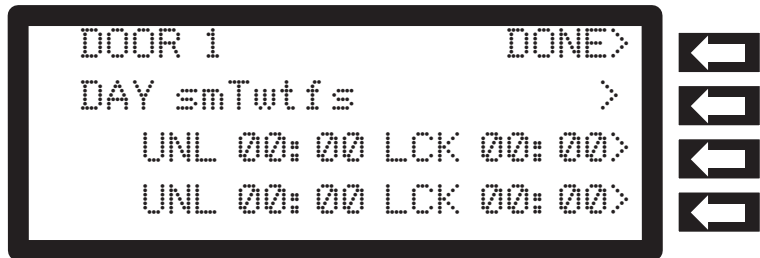 DOOR 1 DONE>
DAY smTwtfs >
UNL 00:00 LCK 00:00>
UNL 00:00 LCK 00:00>